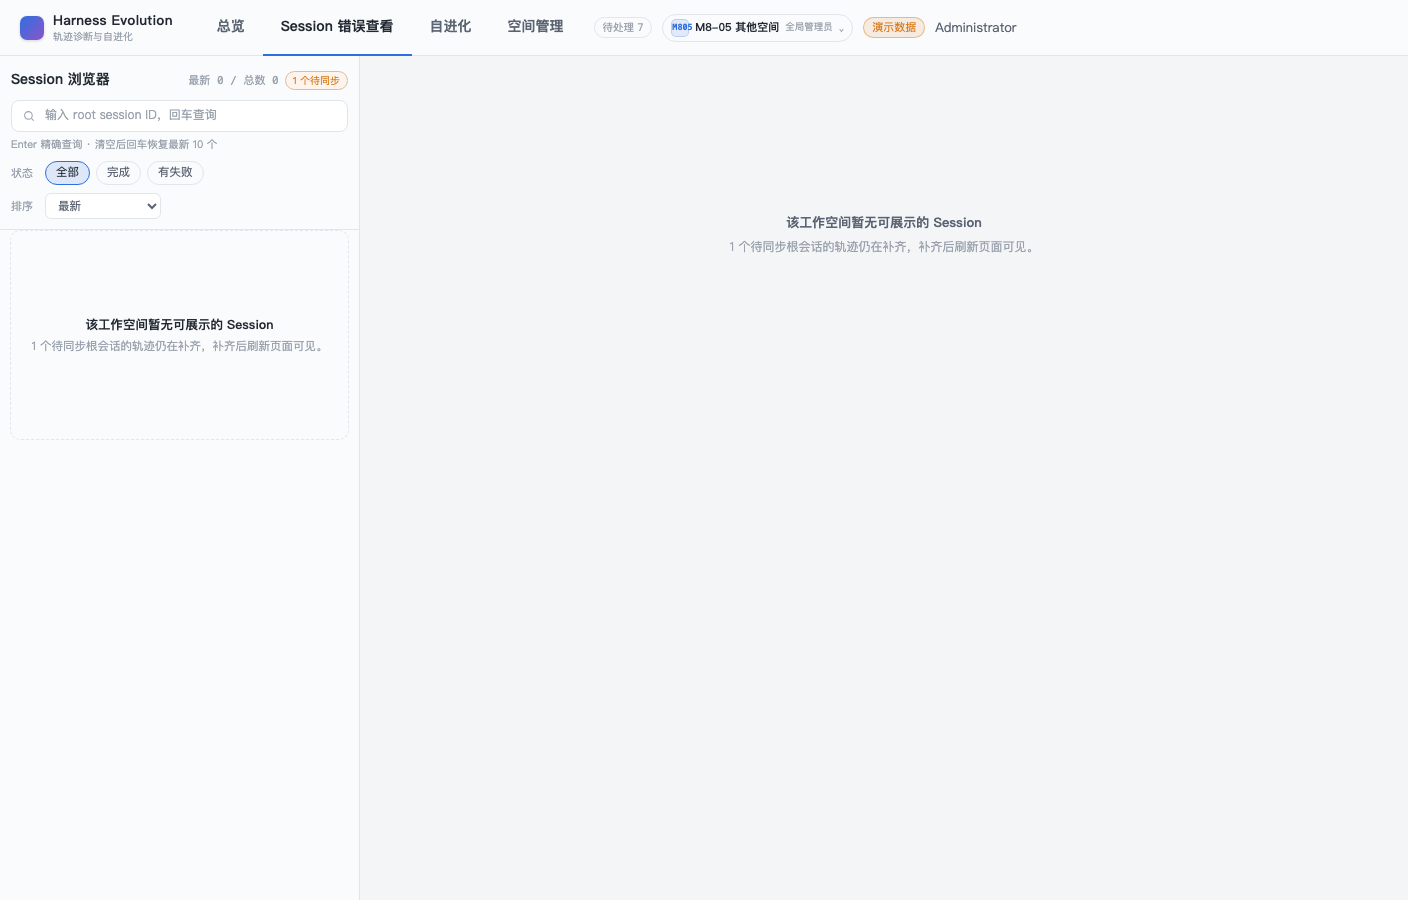 Harness Evolution
轨迹诊断与自进化
总览
Session 错误查看
自进化
空间管理
待处理 7
M805 M8-05 其他空间 全局管理员
演示数据
Administrator
Session 浏览器
最新 0 / 总数 0
1 个待同步
输入 root session ID，回车查询
Enter 精确查询 · 清空后回车恢复最新 10 个
状态 全部 完成 有失败
排序 最新
该工作空间暂无可展示的 Session
1 个待同步根会话的轨迹仍在补齐，补齐后刷新页面可见。
该工作空间暂无可展示的 Session
1 个待同步根会话的轨迹仍在补齐，补齐后刷新页面可见。